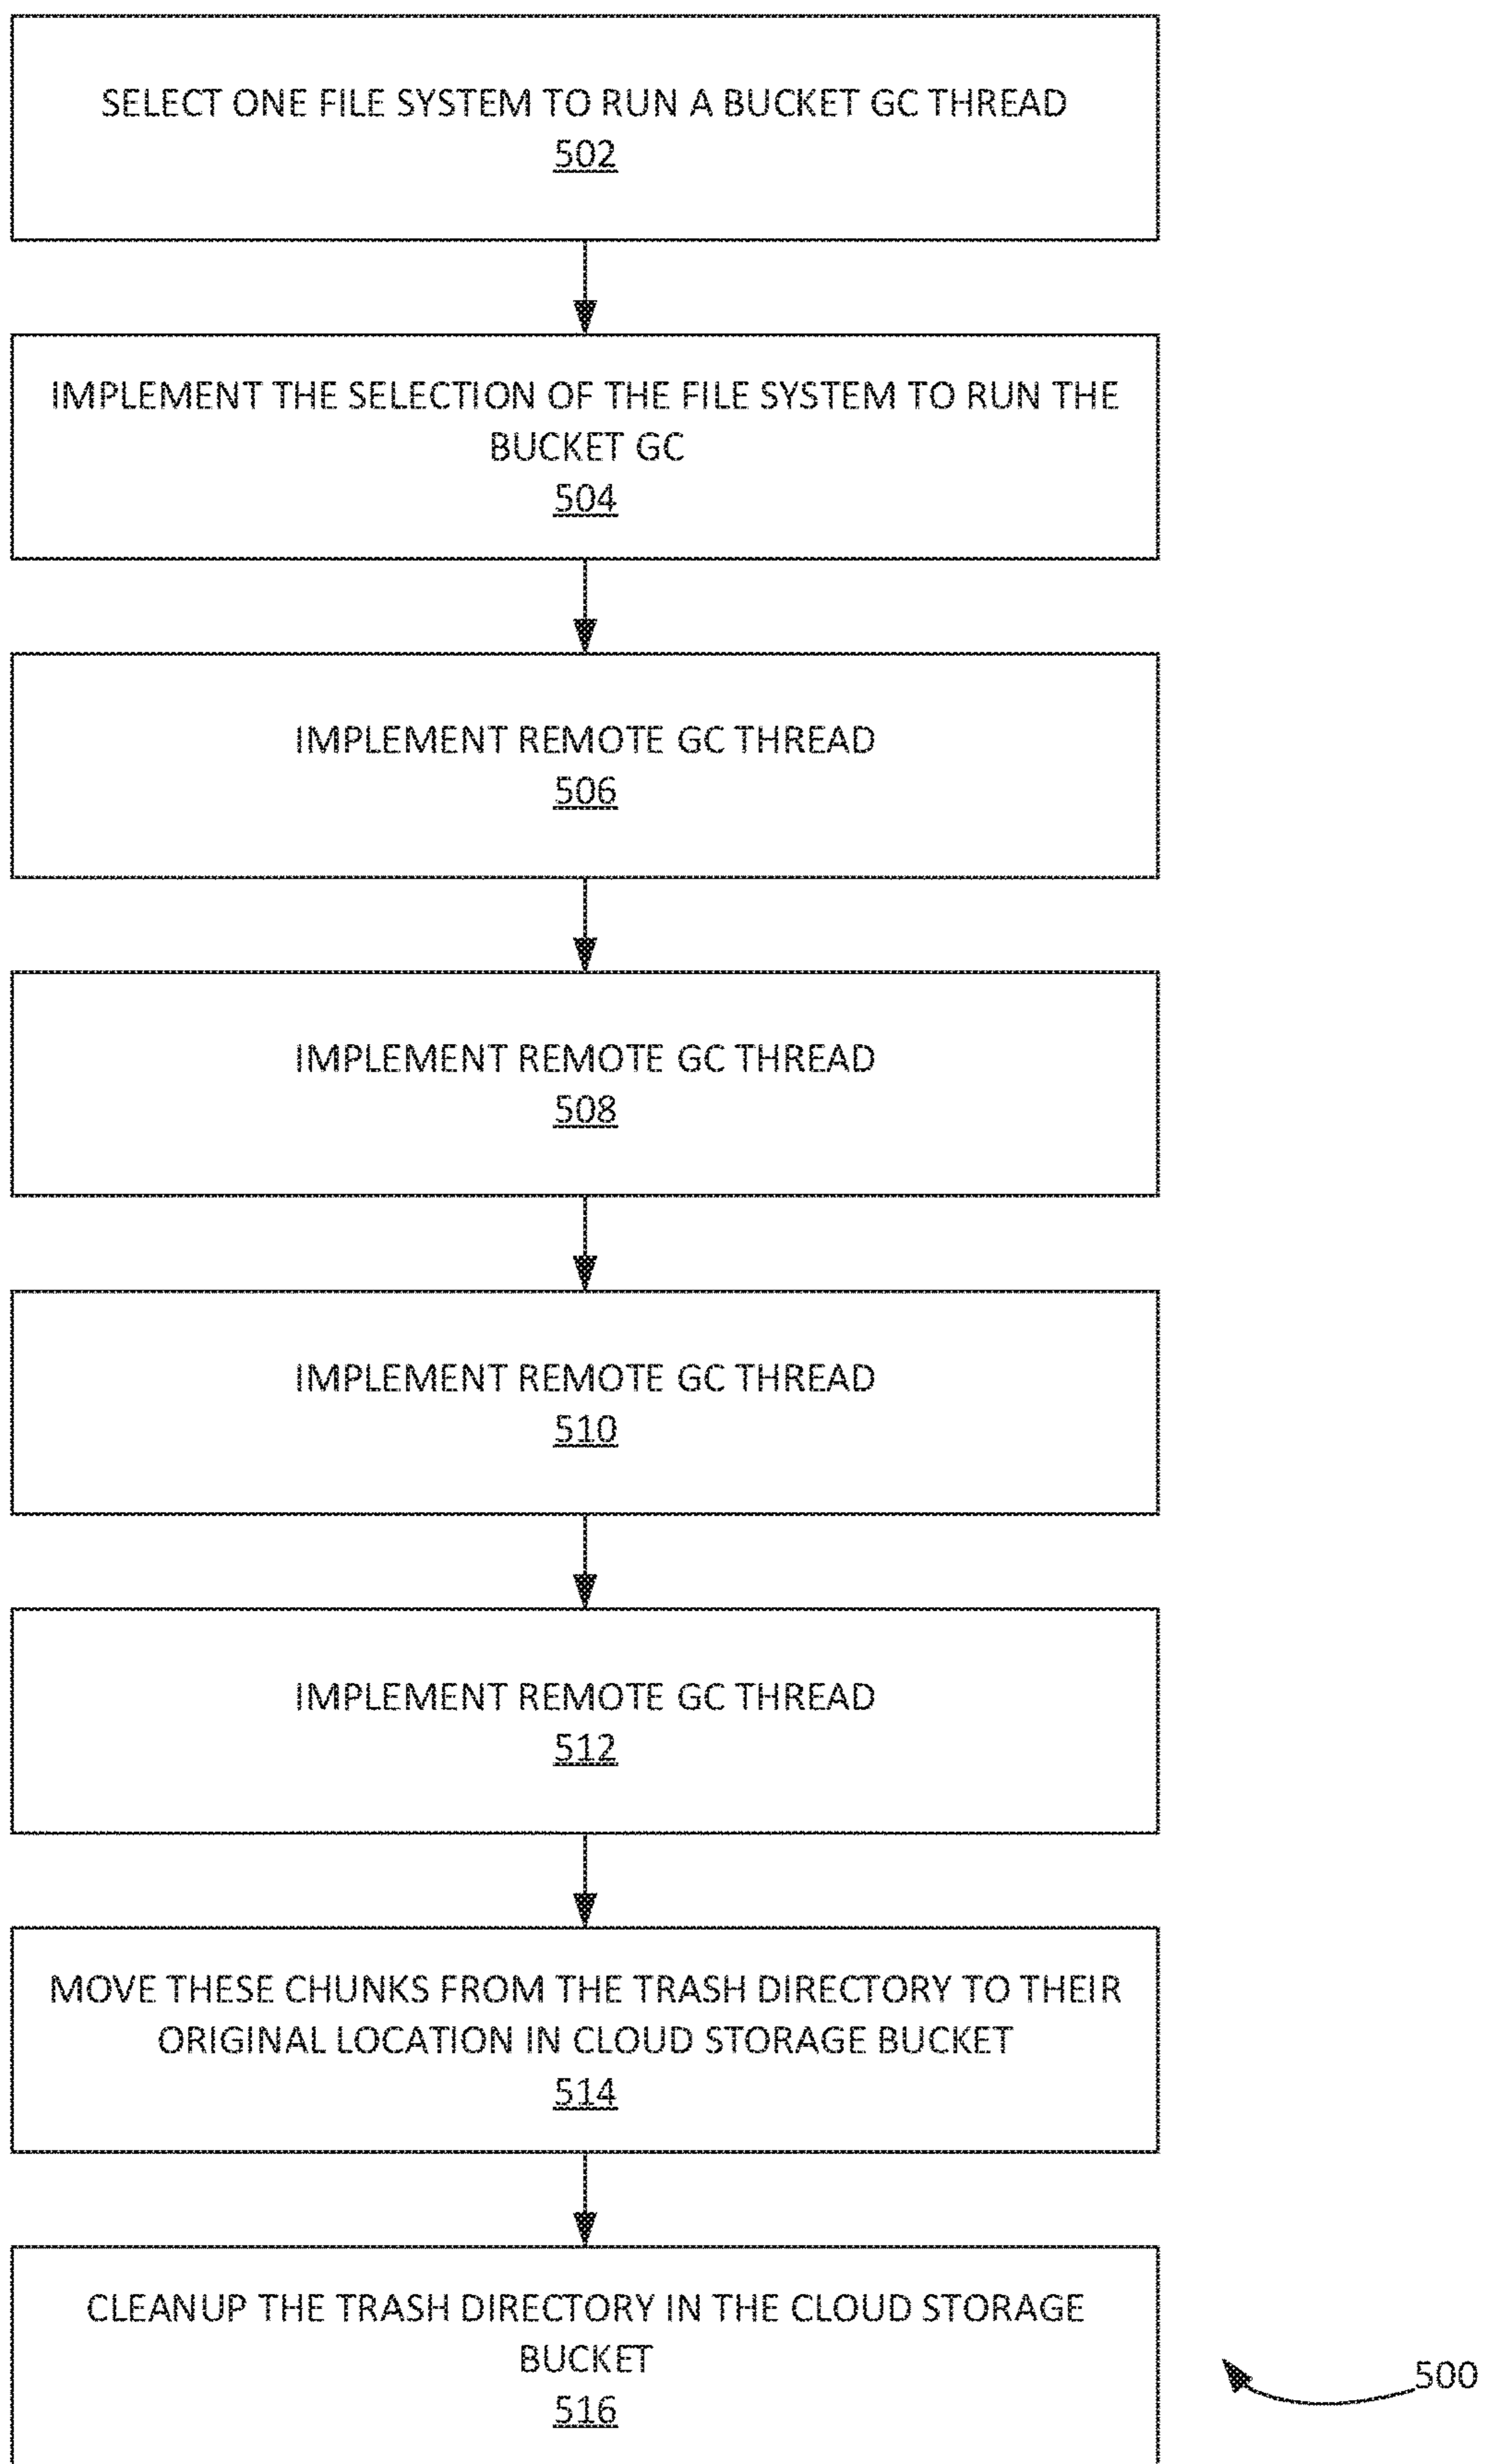 SELECT ONE FILE SYSTEM TO RUN A BUCKET GC THREAD
502
IMPLEMENT THE SELECTION OF THE FILE SYSTEM TO RUN THE
BUCKET GC
504
IMPLEMENT REMOTE GC THREAD
506
IMPLEMENT REMOTE GC THREAD
508
IMPLEMENT REMOTE GC THREAD
510
IMPLEMENT REMOTE GC THREAD
512
MOVE THESE CHUNKS FROM THE TRASH DIRECTORY TO THEIR
ORIGINAL LOCATION IN CLOUD STORAGE BUCKET
514
CLEANUP THE TRASH DIRECTORY IN THE CLOUD STORAGE
BUCKET
516
500